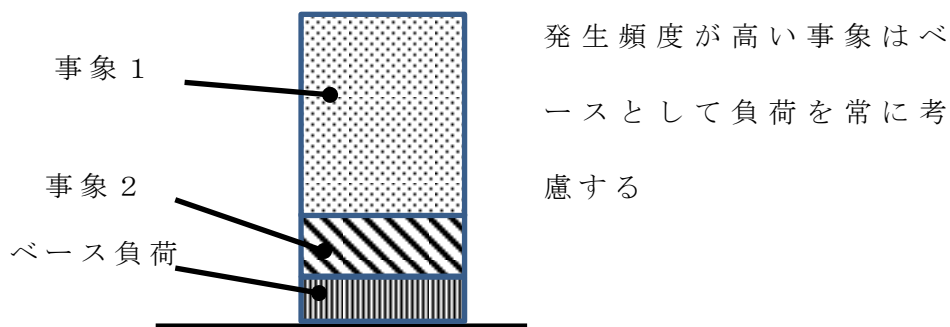 事象1
事象2
ベース負荷
発生頻度が高い事象はベ
ースとして負荷を常に考
慮する